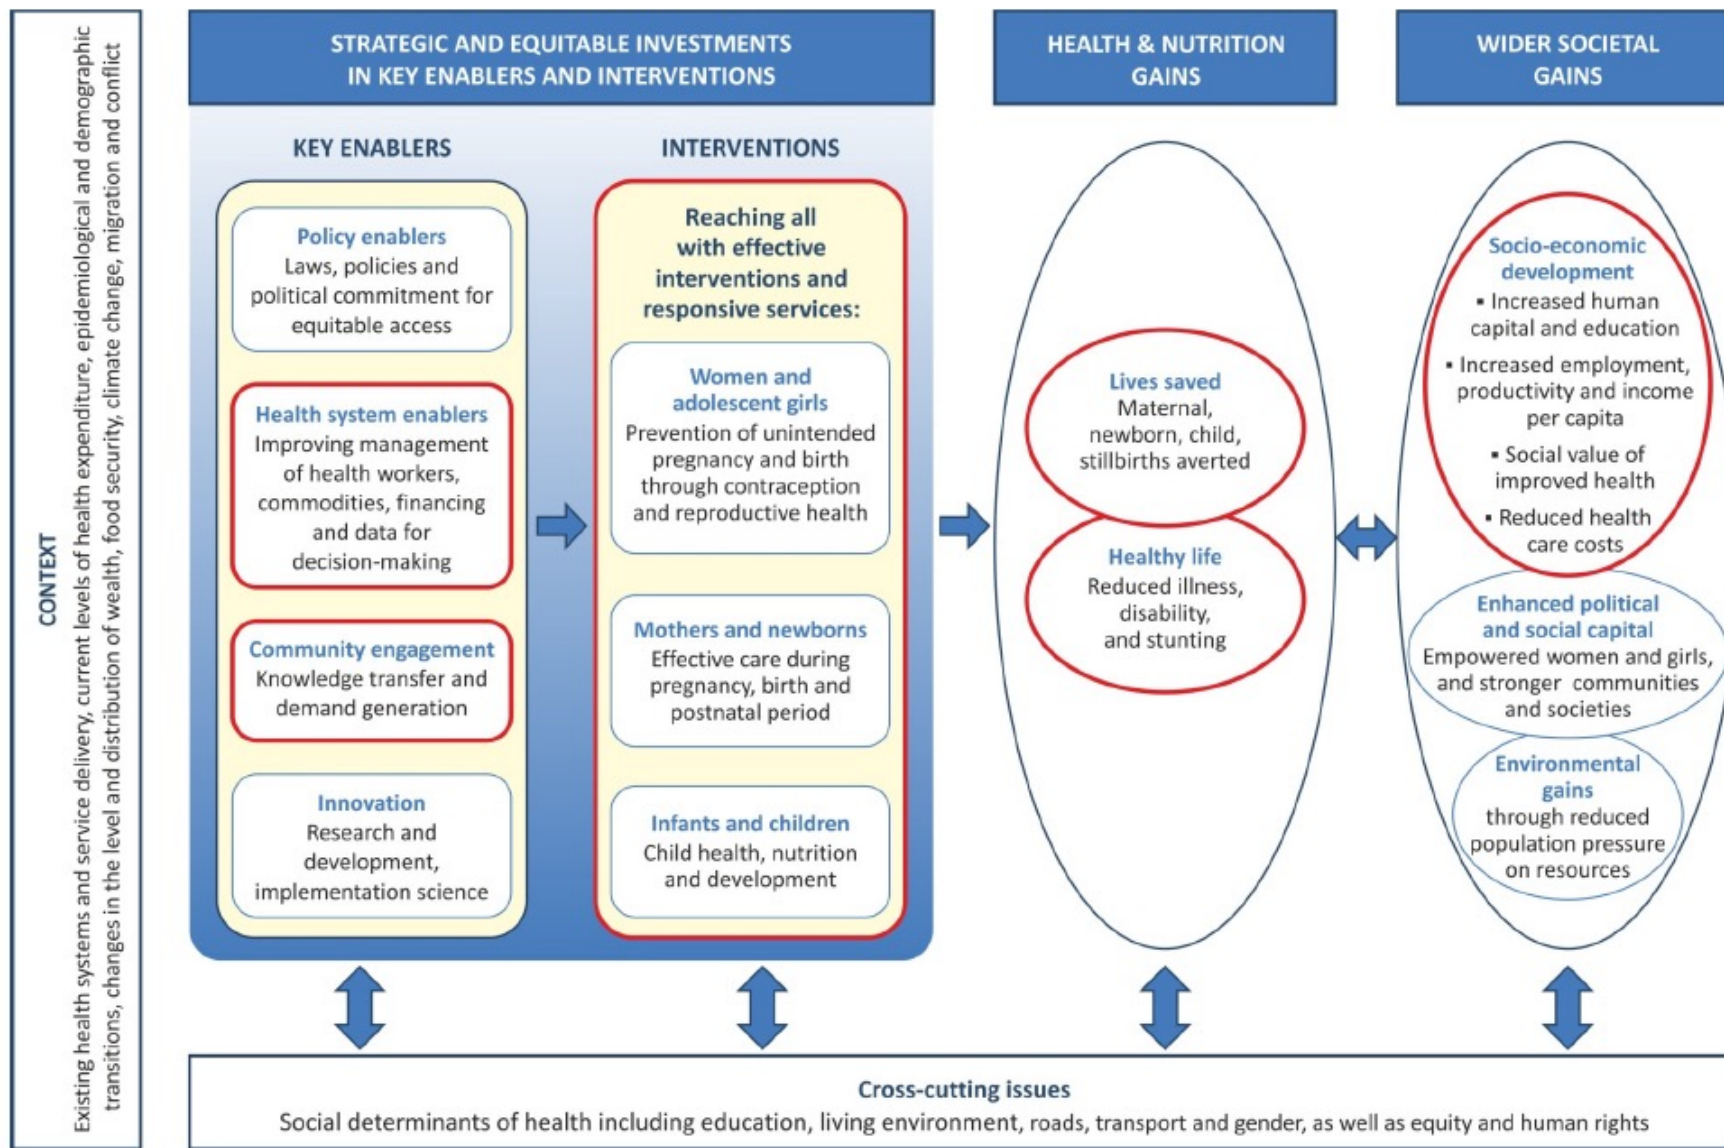 CONTEXT
Existing health systems and service delivery, current levels of health expenditure, epidemiological and demographic
transitions, changes in the level and distribution of wealth, food security, climate change, migration and conflict
STRATEGIC AND EQUITABLE INVESTMENTS
IN KEY ENABLERS AND INTERVENTIONS
KEY ENABLERS
Policy enablers
Laws, policies and
political commitment for
equitable access
Health system enablers
Improving management
of health workers,
commodities, financing
and data for
decision-making
Community engagement
Knowledge transfer and
demand generation
Innovation
Research and
development,
implementation science
INTERVENTIONS
Reaching all
with effective
interventions and
responsive services:
Women and
adolescent girls
Prevention of unintended
pregnancy and birth
through contraception
and reproductive health
Mothers and newborns
Effective care during
pregnancy, birth and
postnatal period
Infants and children
Child health, nutrition
and development
HEALTH & NUTRITION
GAINS
Lives saved
Maternal,
newborn, child,
stillbirths averted
Healthy life
Reduced illness,
disability,
and stunting
WIDER SOCIETAL
GAINS
Socio-economic
development
▪ Increased human
capital and education
▪ Increased employment,
productivity and income
per capita
▪ Social value of
improved health
▪ Reduced health
care costs
Enhanced political
and social capital
Empowered women and girls,
and stronger communities
and societies
Environmental
gains
through reduced
population pressure
on resources
Cross-cutting issues
Social determinants of health including education, living environment, roads, transport and gender, as well as equity and human rights